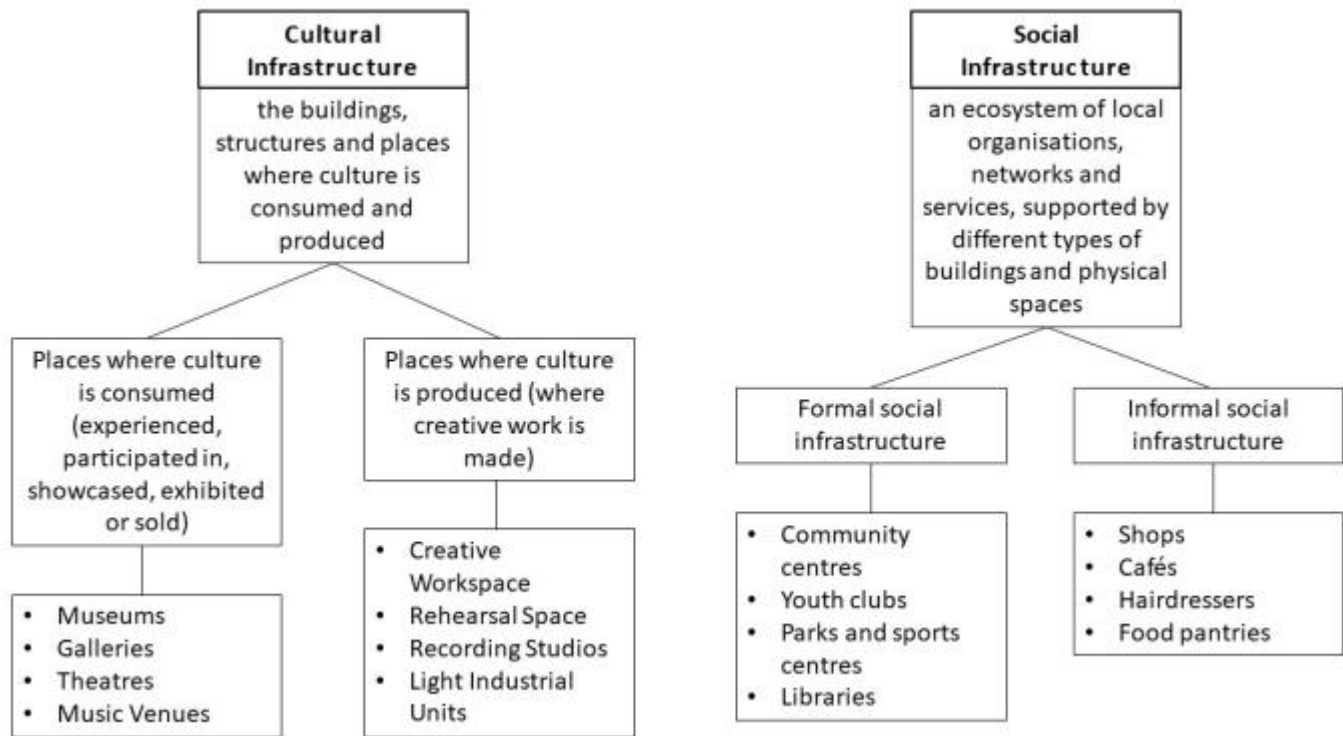 Cultural
Infrastructure
the buildings,
structures and places
where culture is
consumed and
produced
Places where culture
is consumed
(experienced,
participated in,
showcased, exhibited
or sold)
• Museums
• Galleries
• Theatres
• Music Venues
Places where culture
is produced (where
creative work is
made)
• Creative
Workspace
• Rehearsal Space
• Recording Studios
• Light Industrial
Units
Social
Infrastructure
an ecosystem of local
organisations,
networks and
services, supported by
different types of
buildings and physical
spaces
Formal social
infrastructure
• Community
centres
• Youth clubs
• Parks and sports
centres
• Libraries
Informal social
infrastructure
• Shops
• Cafés
• Hairdressers
• Food pantries